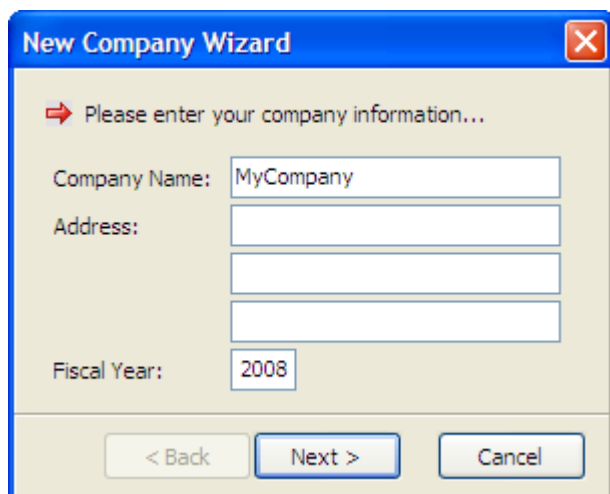 New Company Wizard
Please enter your company information...
Company Name: MyCompany
Address:
Fiscal Year: 2008
< Back Next > Cancel